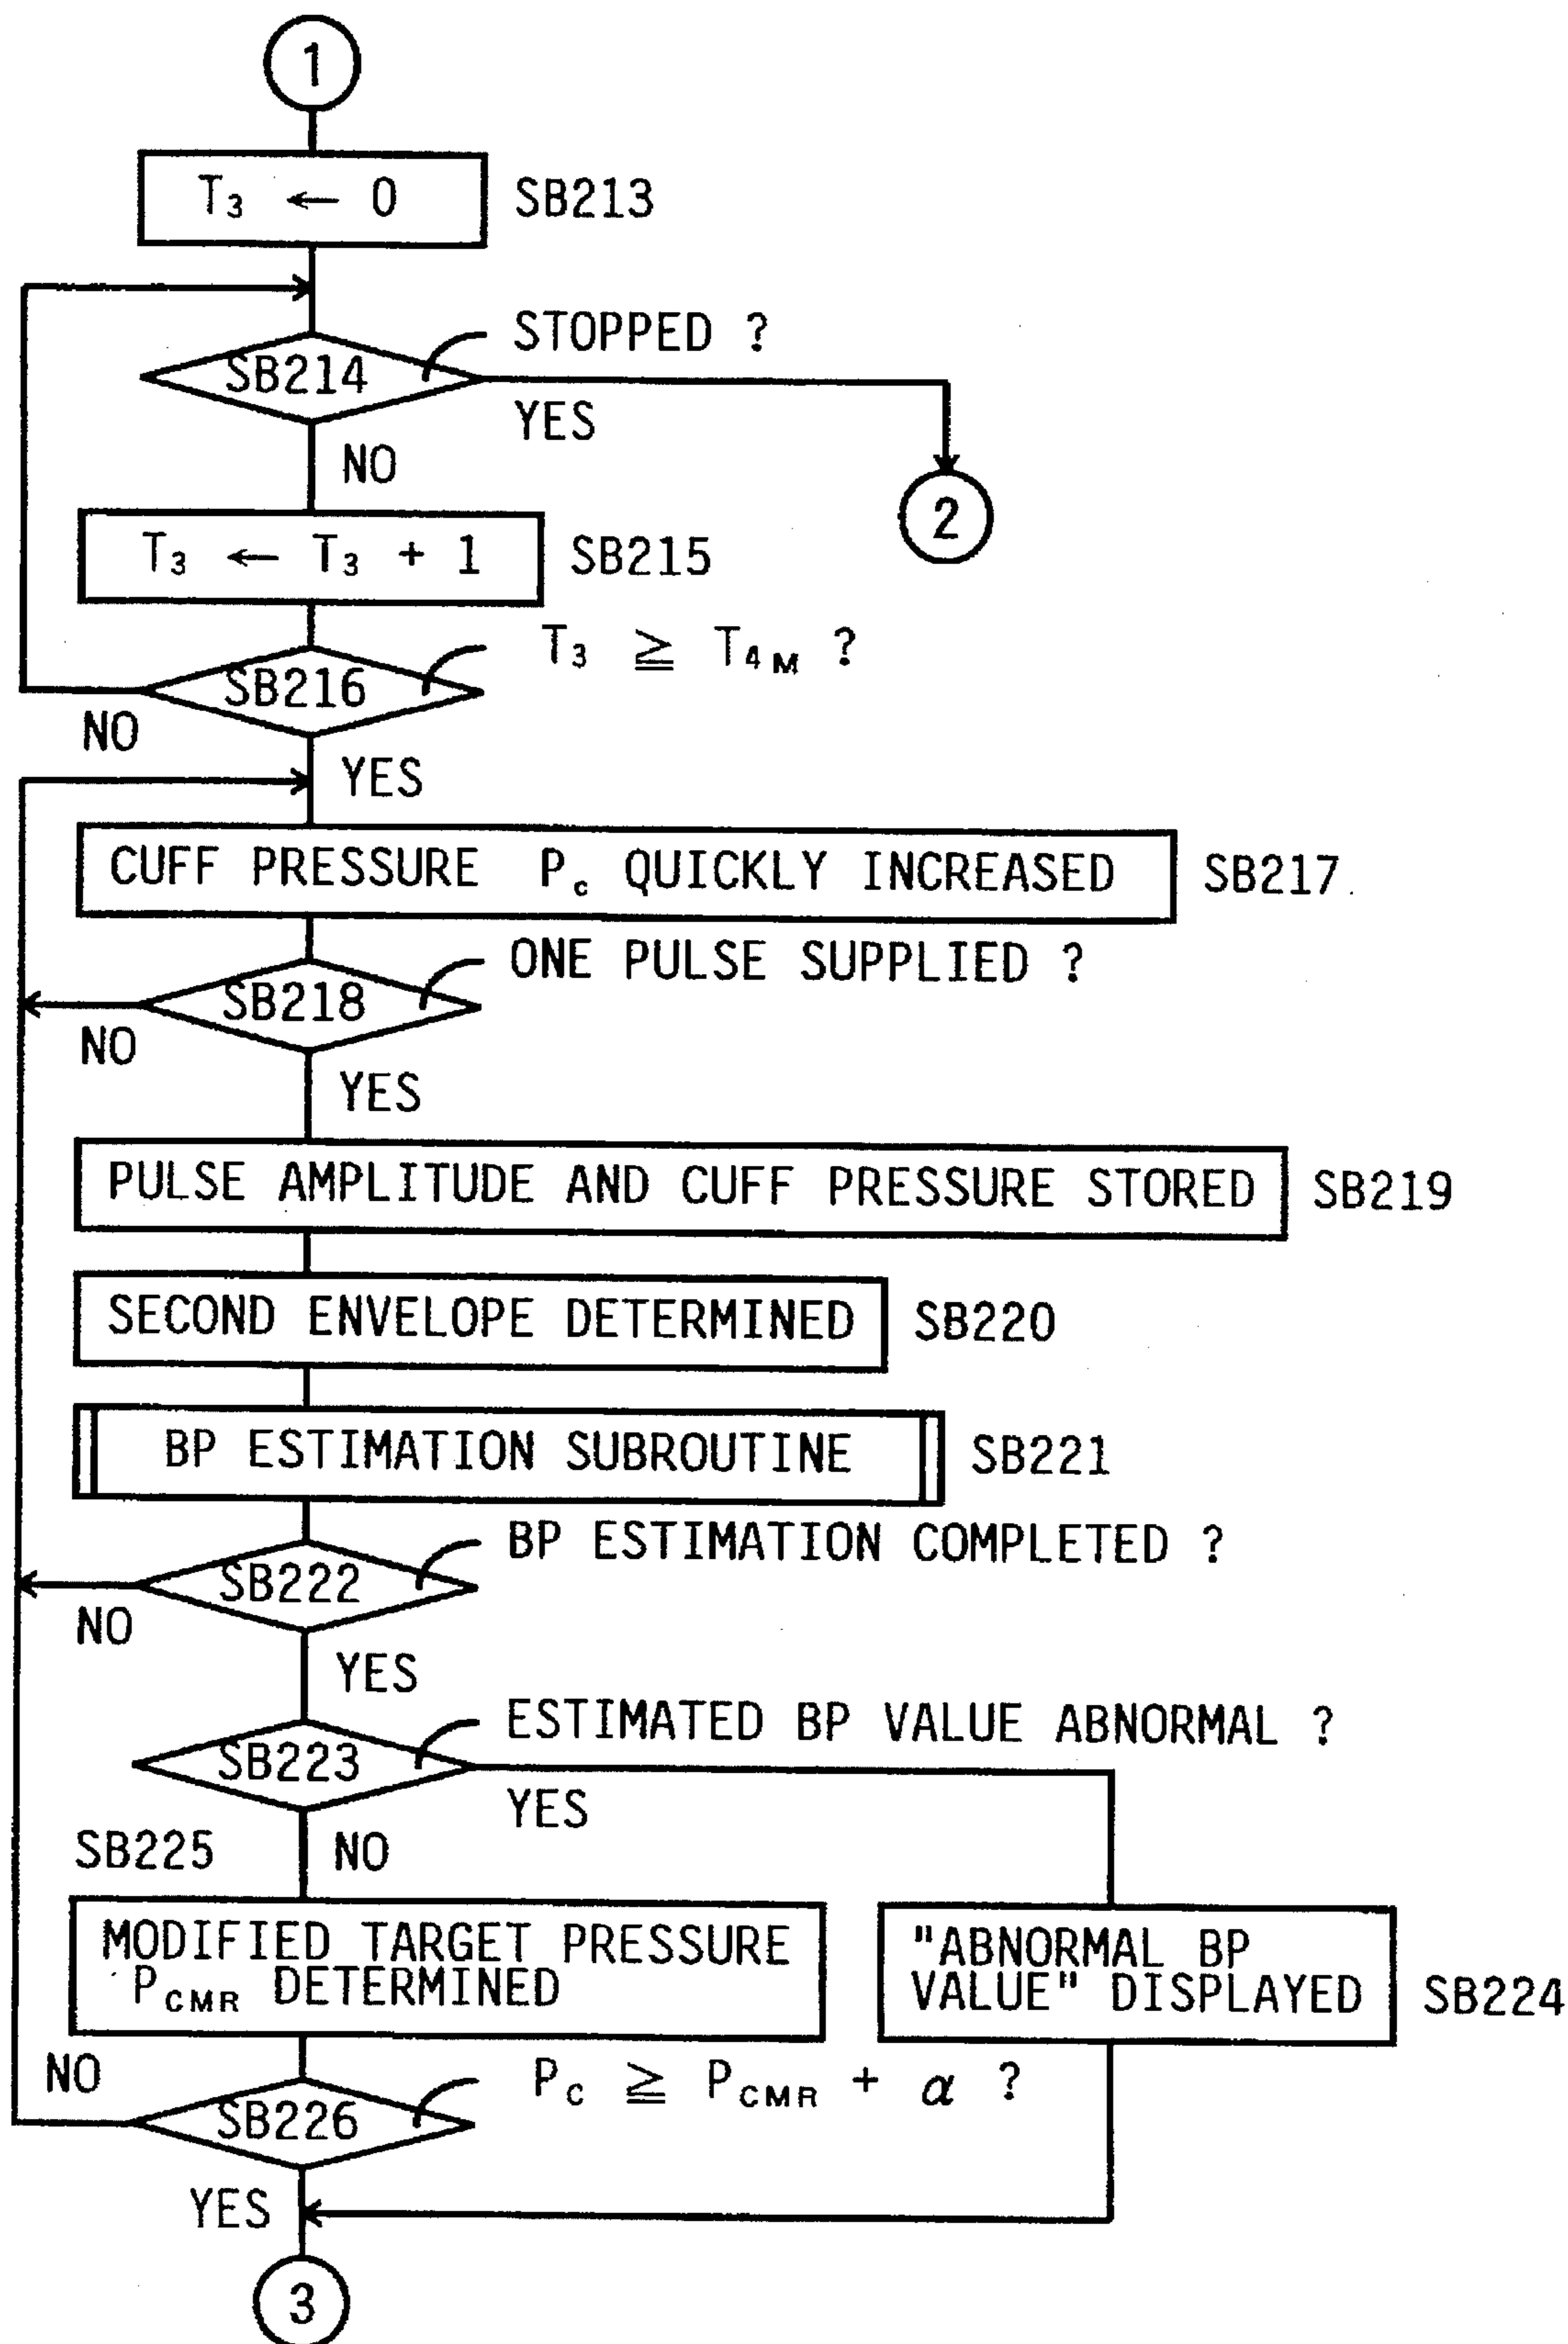 1
T₃ ← 0 SB213
STOPPED ?
SB214
YES
NO
2
T₃ ← T₃ + 1 SB215
T₃ ≧ T₄M ?
SB216
NO
YES
CUFF PRESSURE Pc QUICKLY INCREASED SB217
ONE PULSE SUPPLIED ?
SB218
NO
YES
PULSE AMPLITUDE AND CUFF PRESSURE STORED SB219
SECOND ENVELOPE DETERMINED SB220
BP ESTIMATION SUBROUTINE SB221
BP ESTIMATION COMPLETED ?
SB222
NO
YES
ESTIMATED BP VALUE ABNORMAL ?
SB223
YES
SB225 NO
MODIFIED TARGET PRESSURE
PCMR DETERMINED
"ABNORMAL BP
VALUE" DISPLAYED SB224
NO
PC ≧ PCMR + α ?
SB226
YES
3